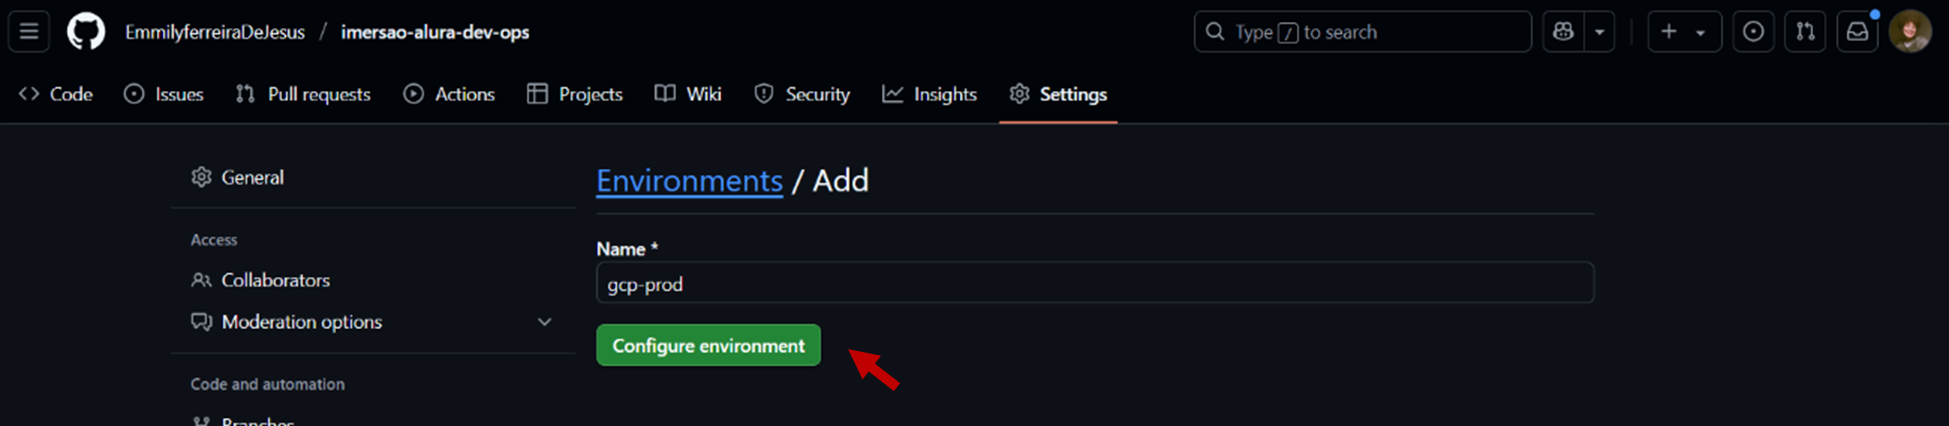 EmmilyferreiraDeJesus / imersao-alura-dev-ops
Type / to search
Code Issues Pull requests Actions Projects Wiki Security Insights Settings
General
Access
Collaborators
Moderation options
Code and automation
Branches
Environments / Add
Name *
gcp-prod
Configure environment